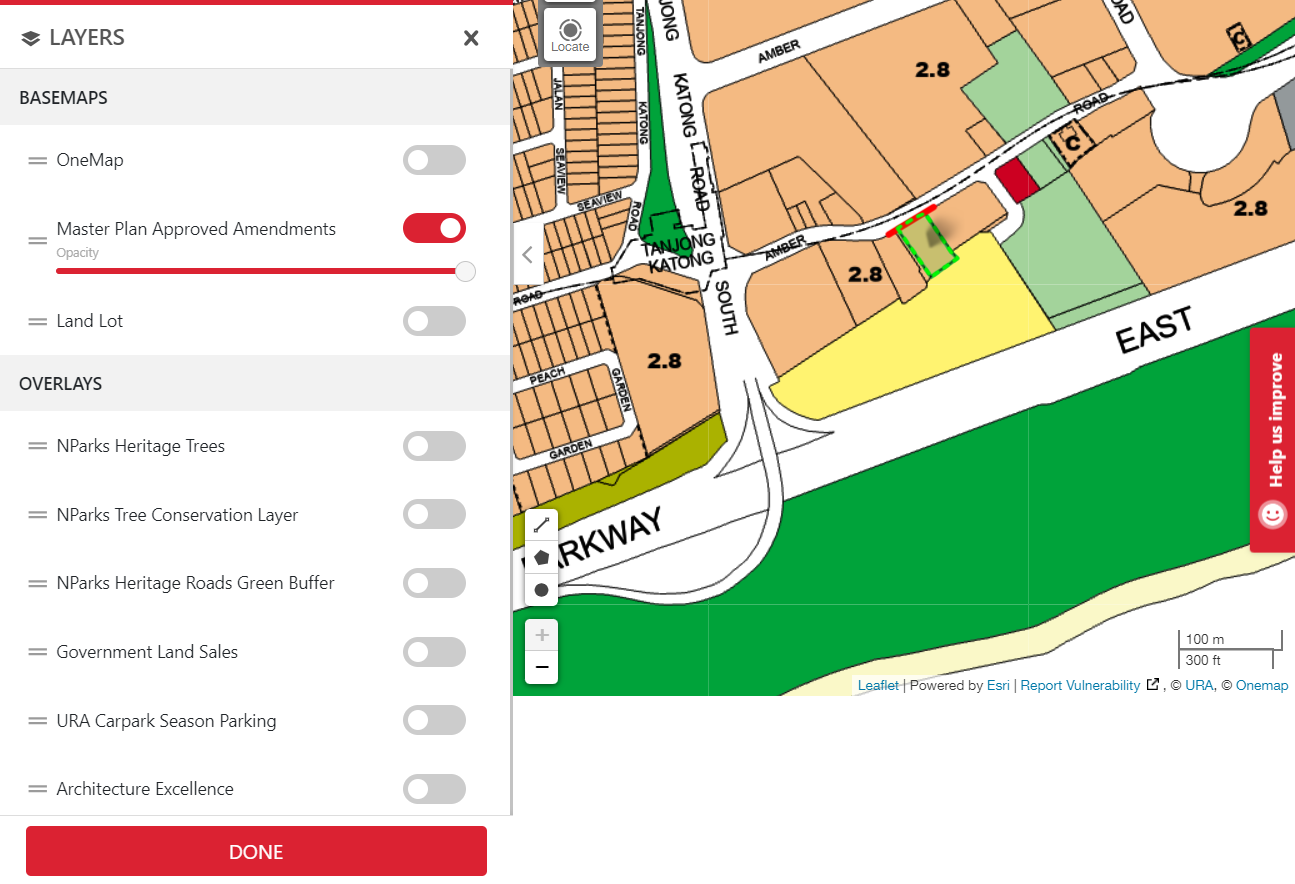 LAYERS
BASEMAPS
OneMap
Master Plan Approved Amendments
Opacity
Land Lot
OVERLAYS
NParks Heritage Trees
NParks Tree Conservation Layer
NParks Heritage Roads Green Buffer
Government Land Sales
URA Carpark Season Parking
Architecture Excellence
DONE
Locate
TANJONG
KATONG
ROAD
JALAN
SEAVIEW
SEAVIEW
ONG
KATONG
ROAD
SOUTH
AMBER
ROAD
OAD
C
2.8
C
2.8
AMBER
2.8
TANJONG
KATONG
ROAD
2.8
PEACH
GARDEN
GARDEN
EAST
PARKWAY
Help us improve
+
−
100 m
300 ft
Leaflet | Powered by Esri | Report Vulnerability , © URA, © Onemap